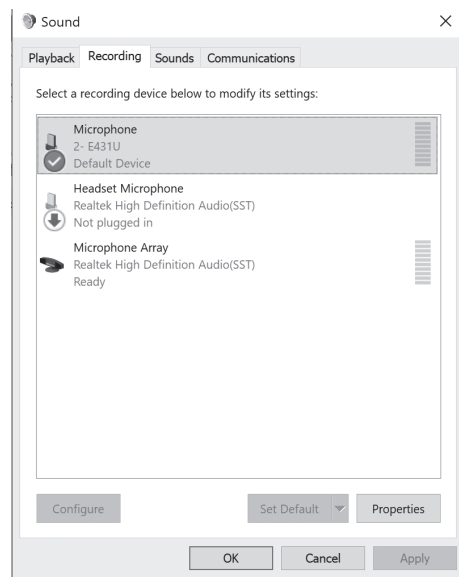 Sound
Playback Recording Sounds Communications
Select a recording device below to modify its settings:
Microphone
2- E431U
Default Device
Headset Microphone
Realtek High Definition Audio(SST)
Not plugged in
Microphone Array
Realtek High Definition Audio(SST)
Ready
Configure Set Default Properties
OK Cancel Apply